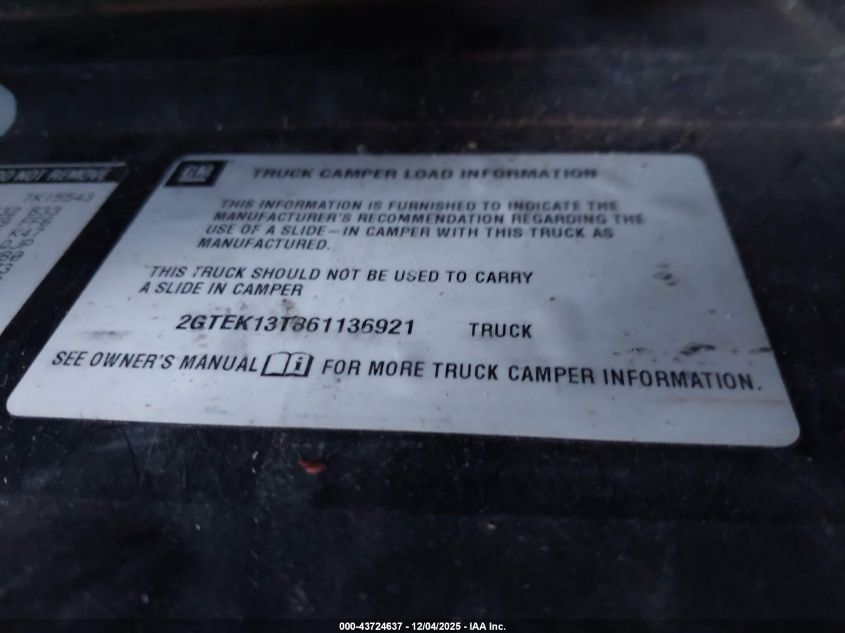 DO NOT REMOVE
TK15543
GM
TRUCK CAMPER LOAD INFORMATION
THIS INFORMATION IS FURNISHED TO INDICATE THE
MANUFACTURER'S RECOMMENDATION REGARDING THE
USE OF A SLIDE-IN CAMPER WITH THIS TRUCK AS
MANUFACTURED.
THIS TRUCK SHOULD NOT BE USED TO CARRY
A SLIDE IN CAMPER
2GTEK13T861136921 TRUCK
SEE OWNER'S MANUAL i FOR MORE TRUCK CAMPER INFORMATION.
000-43724637 - 12/04/2025 - IAA Inc.